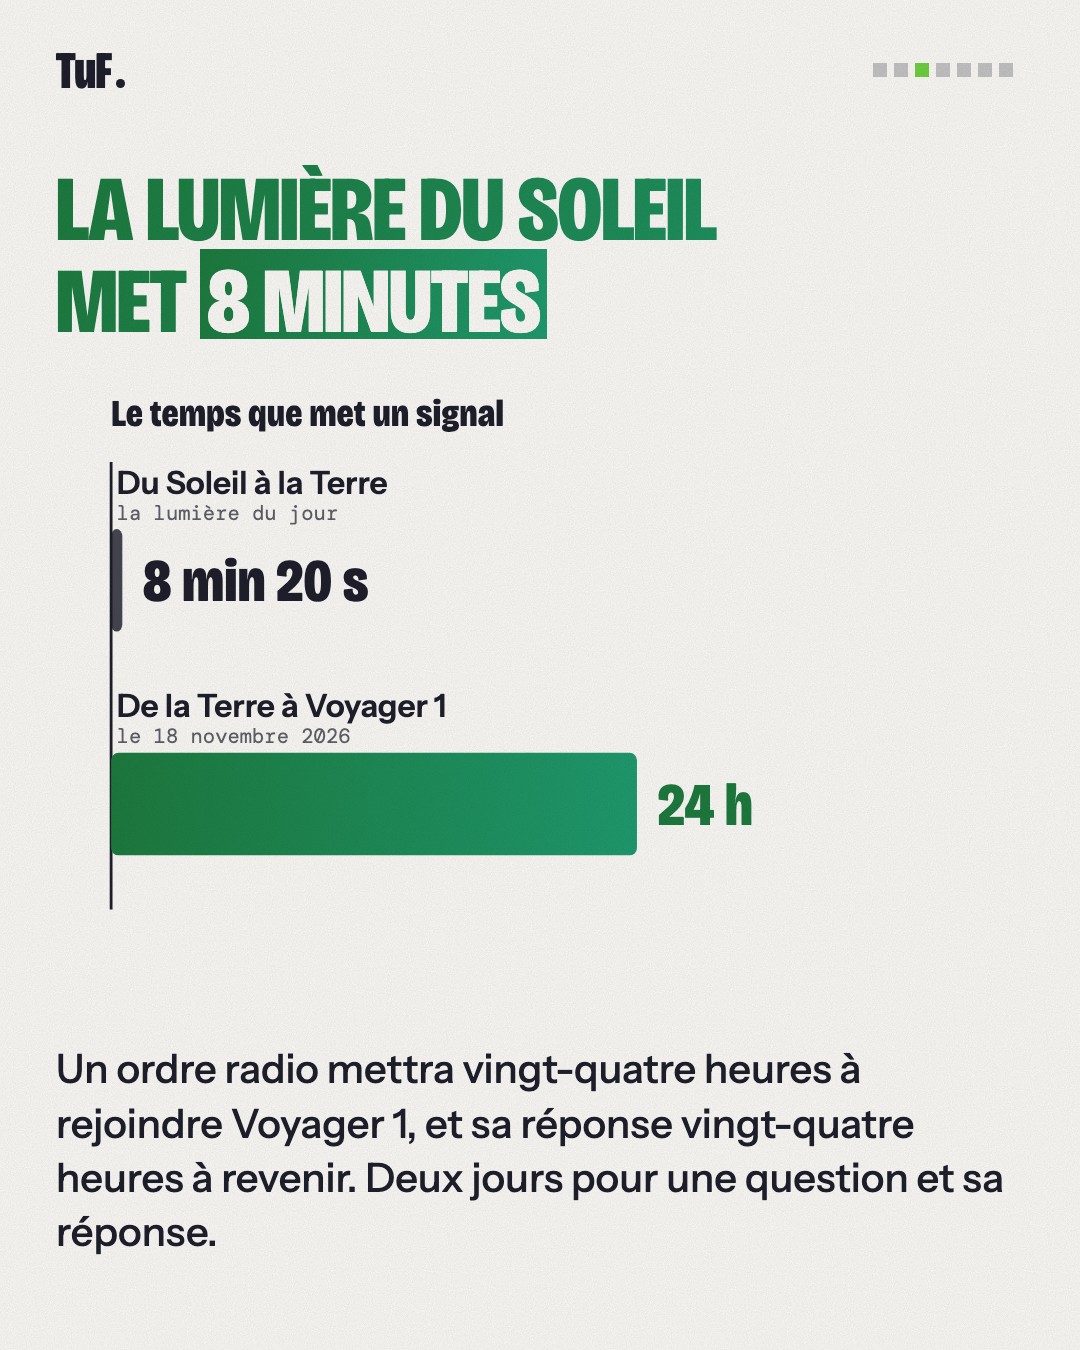 TuF.
LA LUMIÈRE DU SOLEIL
MET 8 MINUTES
Le temps que met un signal
Du Soleil à la Terre
la lumière du jour
8 min 20 s
De la Terre à Voyager 1
le 18 novembre 2026
24 h
Un ordre radio mettra vingt-quatre heures à
rejoindre Voyager 1, et sa réponse vingt-quatre
heures à revenir. Deux jours pour une question et sa
réponse.